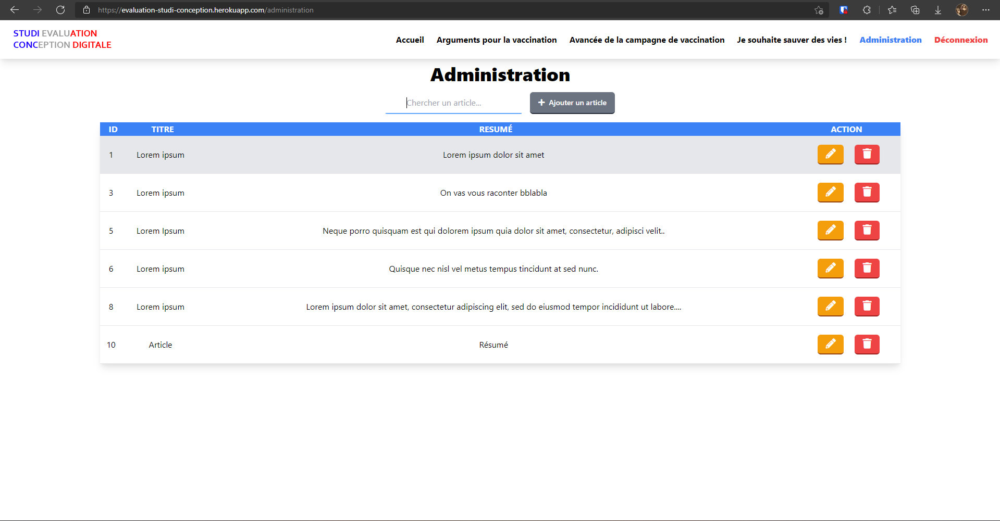 https://evaluation-studi-conception.herokuapp.com/administration
STUDI EVALUATION
CONCEPTION DIGITALE
Accueil Arguments pour la vaccination Avancée de la campagne de vaccination Je souhaite sauver des vies ! Administration Déconnexion
Administration
Chercher un article... Ajouter un article
ID TITRE RESUMÉ ACTION
1 Lorem ipsum Lorem ipsum dolor sit amet
3 Lorem ipsum On vas vous raconter bblabla
5 Lorem Ipsum Neque porro quisquam est qui dolorem ipsum quia dolor sit amet, consectetur, adipisci velit..
6 Lorem ipsum Quisque nec nisl vel metus tempus tincidunt at sed nunc.
8 Lorem ipsum Lorem ipsum dolor sit amet, consectetur adipiscing elit, sed do eiusmod tempor incididunt ut labore....
10 Article Résumé